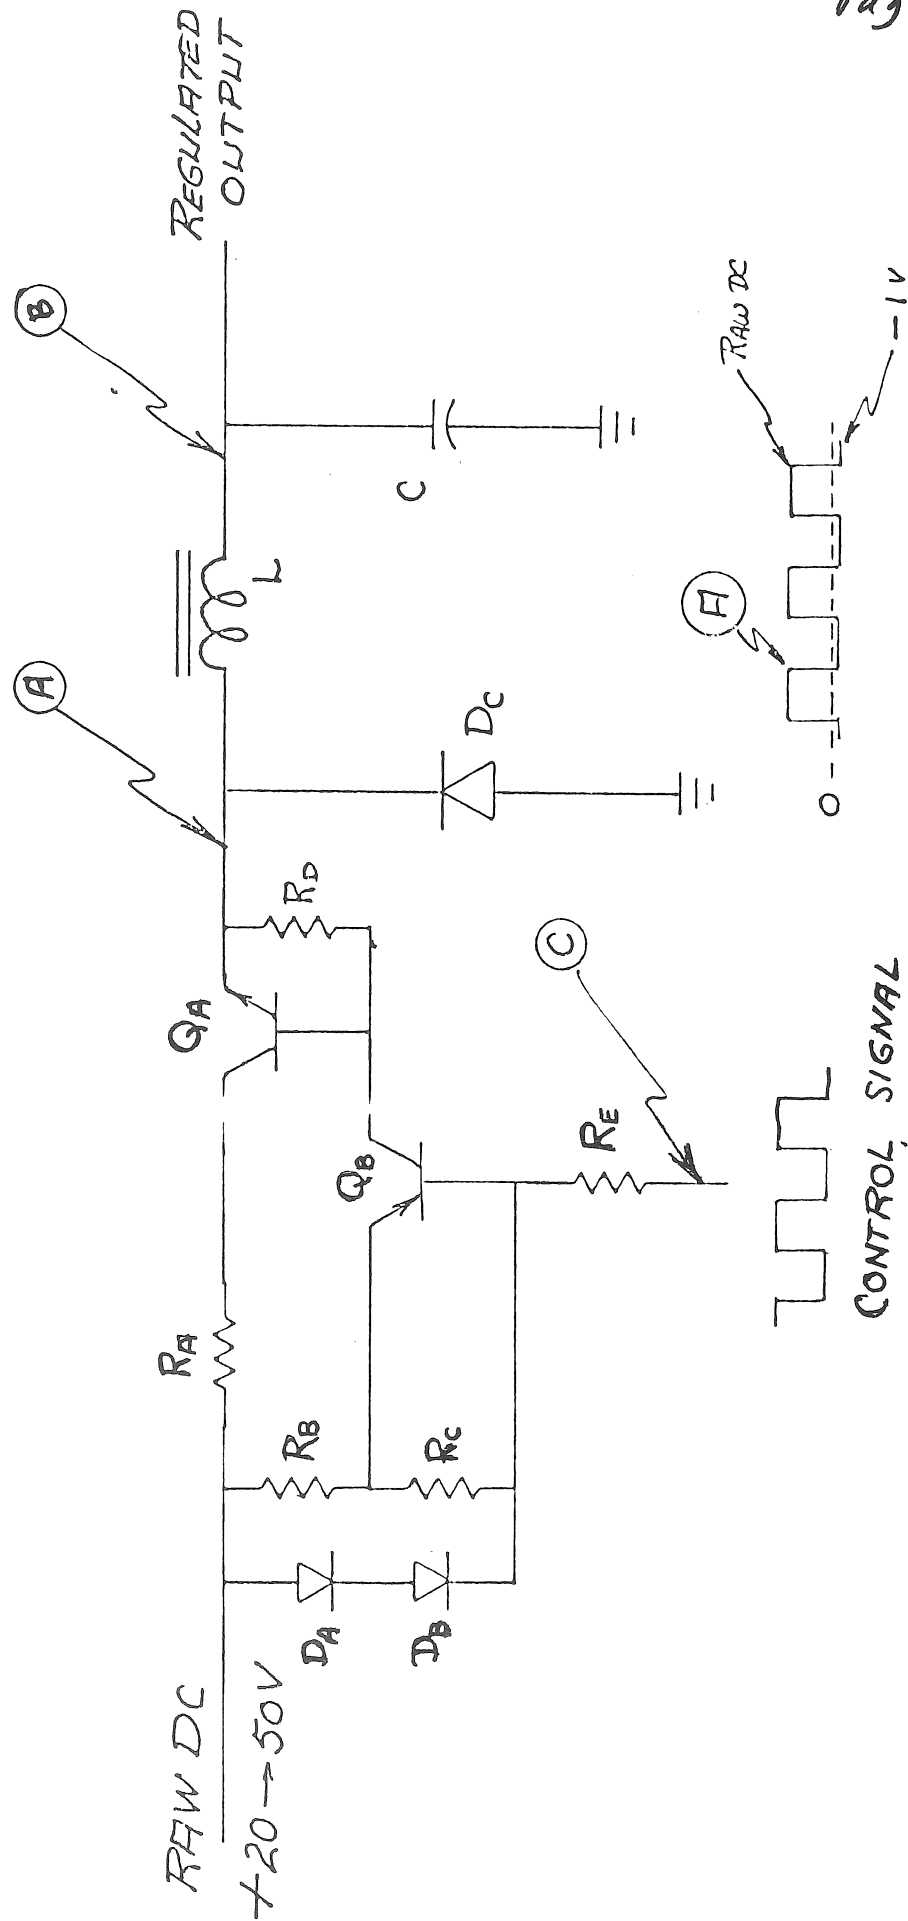 Pag
REGULATED
OUTPUT
B
A
L
C
RAW DC
-1V
A
O
DC
RD
QA
C
QB
RE
RA
RB
RC
DA
DB
RAW DC
+20→50V
CONTROL SIGNAL